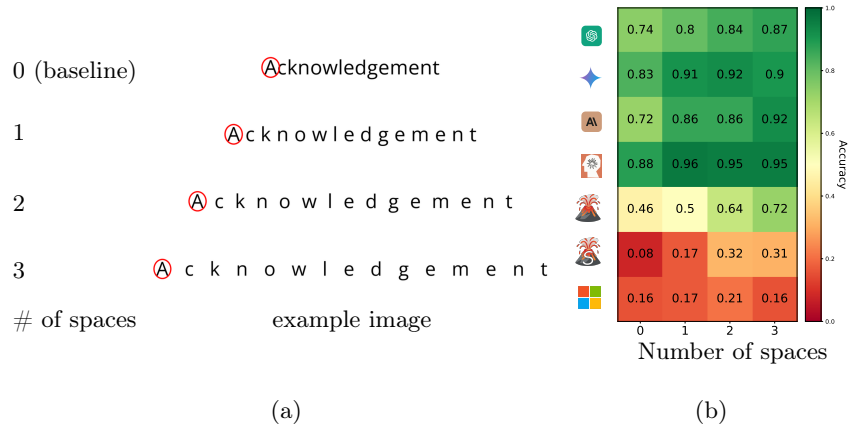 0 (baseline) Acknowledgement
1 A c k n o w l e d g e m e n t
2 A c k n o w l e d g e m e n t
3 A c k n o w l e d g e m e n t
# of spaces example image
(a)
0.74 0.8 0.84 0.87
0.83 0.91 0.92 0.9
A\ 0.72 0.86 0.86 0.92
0.88 0.96 0.95 0.95
0.46 0.5 0.64 0.72
0.08 0.17 0.32 0.31
0.16 0.17 0.21 0.16
0 1 2 3
Number of spaces
1.0
0.8
0.6
0.4
0.2
0.0
Accuracy
(b)